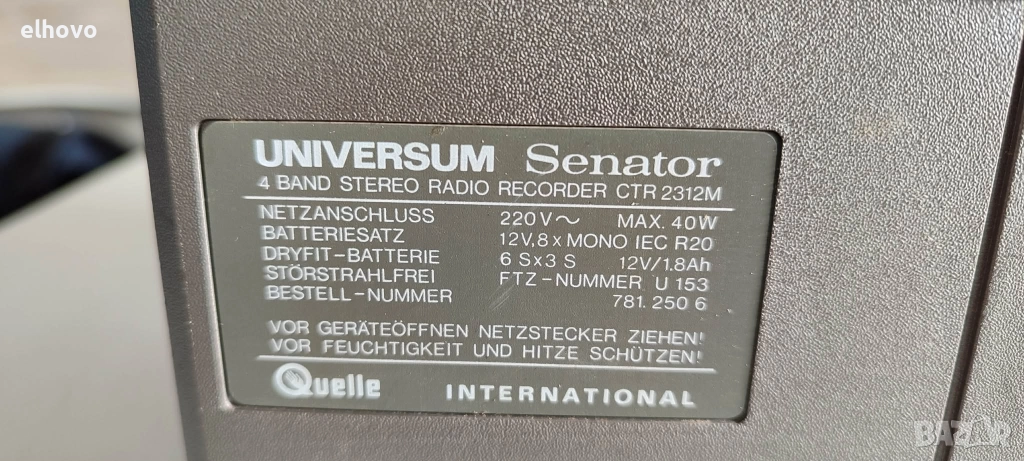 elhovo
UNIVERSUM Senator
4 BAND STEREO RADIO RECORDER CTR 2312M
NETZANSCHLUSS 220V~ MAX. 40W
BATTERIESATZ 12V, 8 x MONO IEC R20
DRYFIT-BATTERIE 6 Sx3 S 12V/1.8Ah
STÖRSTRAHLFREI FTZ-NUMMER U 153
BESTELL-NUMMER 781. 250 6
VOR GERÄTEÖFFNEN NETZSTECKER ZIEHEN!
VOR FEUCHTIGKEIT UND HITZE SCHÜTZEN!
Quelle INTERNATIONAL
BAZAR